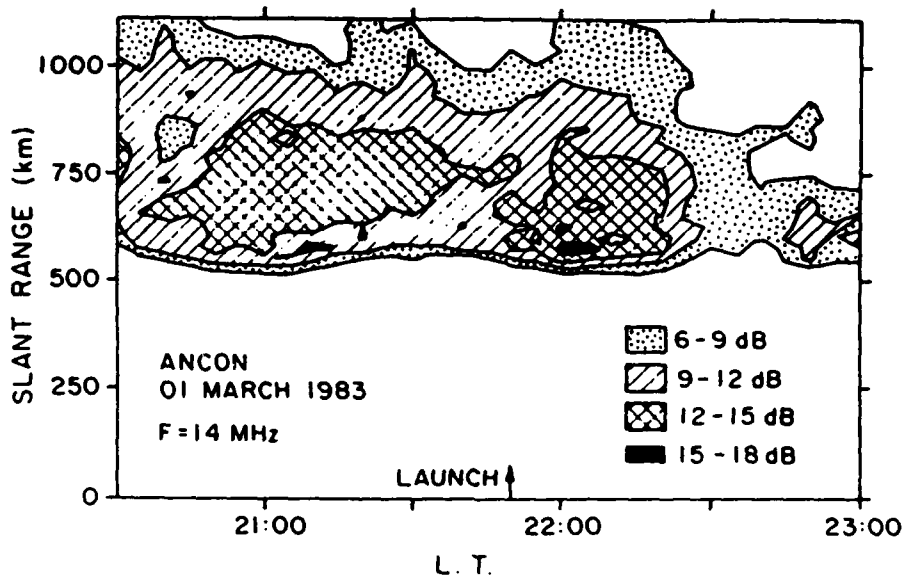 SLANT RANGE (km)
1000
750
500
250
0
ANCON
01 MARCH 1983
F=14 MHz
6-9 dB
9-12 dB
12-15 dB
15-18 dB
LAUNCH
21:00
22:00
23:00
L. T.